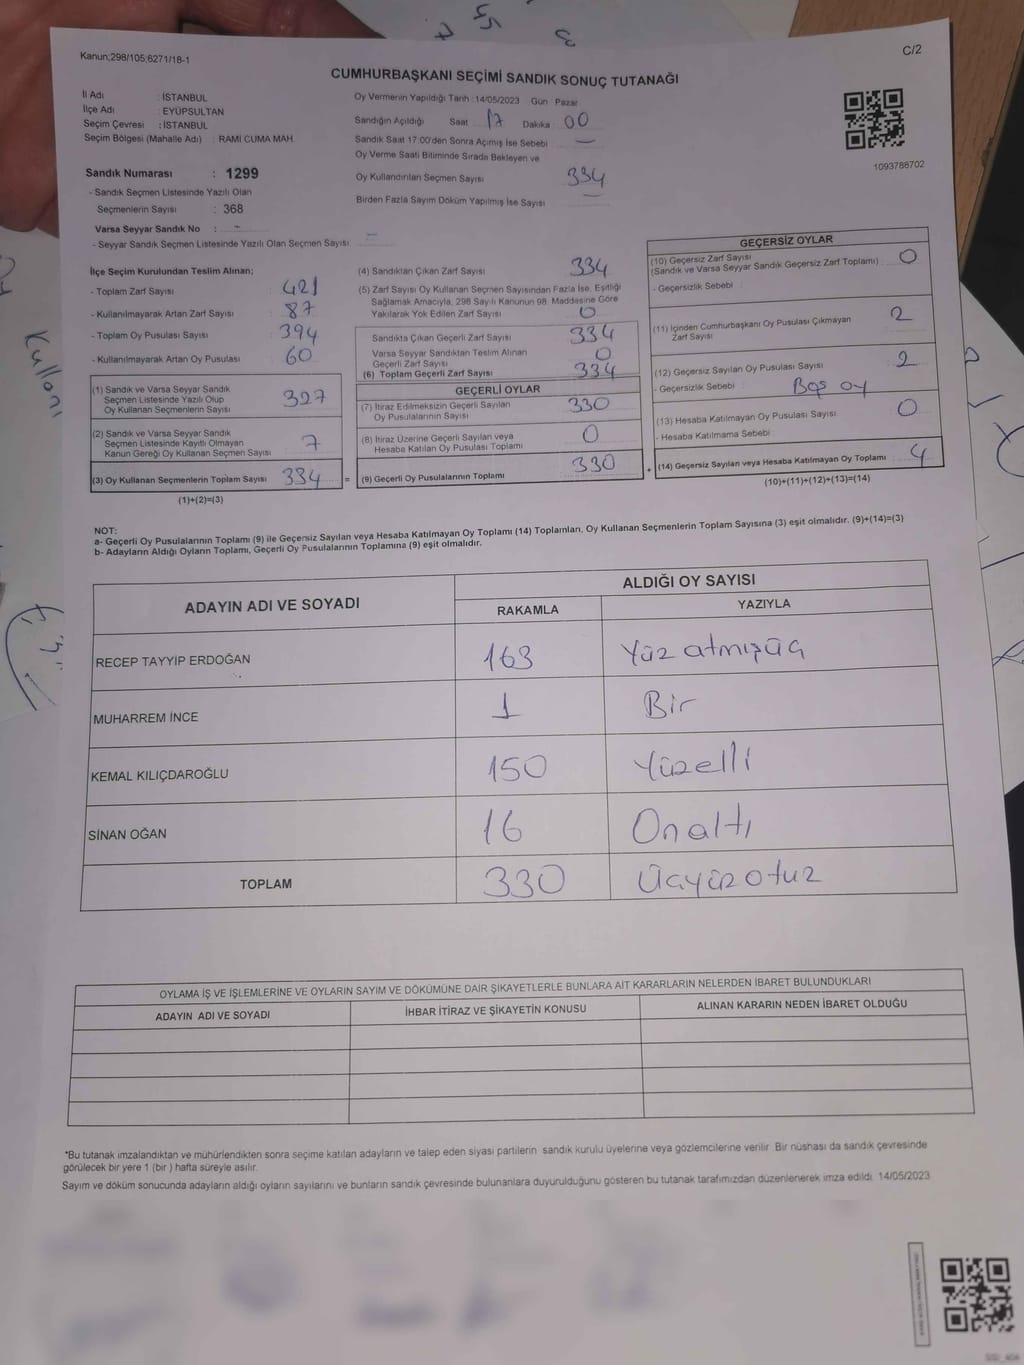 Kanun;298/105;6271/18-1
C/2
CUMHURBAŞKANI SEÇİMİ SANDIK SONUÇ TUTANAĞI
İl Adı : İSTANBUL
İlçe Adı : EYÜPSULTAN
Seçim Çevresi : İSTANBUL
Seçim Bölgesi (Mahalle Adı) : RAMİ CUMA MAH.
Sandık Numarası : 1299
- Sandık Seçmen Listesinde Yazılı Olan
Seçmenlerin Sayısı : 368
Varsa Seyyar Sandık No : -
- Seyyar Sandık Seçmen Listesinde Yazılı Olan Seçmen Sayısı : -
Oy Vermenin Yapıldığı Tarih : 14/05/2023 Gün Pazar
Sandığın Açıldığı Saat 17 Dakika 00
Sandık Saat 17:00'den Sonra Açımış İse Sebebi -
Oy Verme Saati Bitiminde Sırada Bekleyen ve
Oy Kullandırılan Seçmen Sayısı 334
Birden Fazla Sayım Döküm Yapılmış İse Sayısı -
1093788702
İlçe Seçim Kurulundan Teslim Alınan;
- Toplam Zarf Sayısı : 421
- Kullanılmayarak Artan Zarf Sayısı : 87
- Toplam Oy Pusulası Sayısı : 394
- Kullanılmayarak Artan Oy Pusulası : 60
(1) Sandık ve Varsa Seyyar Sandık
Seçmen Listesinde Yazılı Olup
Oy Kullanan Seçmenlerin Sayısı 327
(2) Sandık ve Varsa Seyyar Sandık
Seçmen Listesinde Kayıtlı Olmayan
Kanun Gereği Oy Kullanan Seçmen Sayısı 7
(3) Oy Kullanan Seçmenlerin Toplam Sayısı 334 =
(1)+(2)=(3)
(4) Sandıktan Çıkan Zarf Sayısı 334
(5) Zarf Sayısı Oy Kullanan Seçmen Sayısından Fazla İse, Eşitliği
Sağlamak Amacıyla, 298 Sayılı Kanunun 98. Maddesine Göre
Yakılarak Yok Edilen Zarf Sayısı 0
Sandıkta Çıkan Geçerli Zarf Sayısı 334
Varsa Seyyar Sandıktan Teslim Alınan
Geçerli Zarf Sayısı 0
(6) Toplam Geçerli Zarf Sayısı 334
GEÇERLİ OYLAR
(7) İtiraz Edilmeksizin Geçerli Sayılan
Oy Pusulalarının Sayısı 330
(8) İtiraz Üzerine Geçerli Sayılan veya
Hesaba Katılan Oy Pusulası Toplamı 0
(9) Geçerli Oy Pusulalarının Toplamı 330 +
GEÇERSİZ OYLAR
(10) Geçersiz Zarf Sayısı
(Sandık ve Varsa Seyyar Sandık Geçersiz Zarf Toplamı) : 0
- Geçersizlik Sebebi :
(11) İçinden Cumhurbaşkanı Oy Pusulası Çıkmayan
Zarf Sayısı 2
(12) Geçersiz Sayılan Oy Pusulası Sayısı 2
- Geçersizlik Sebebi : Boş oy
(13) Hesaba Katılmayan Oy Pusulası Sayısı 0
- Hesaba Katılmama Sebebi :
(14) Geçersiz Sayılan veya Hesaba Katılmayan Oy Toplamı 4
(10)+(11)+(12)+(13)=(14)
NOT:
a- Geçerli Oy Pusulalarının Toplamı (9) ile Geçersiz Sayılan veya Hesaba Katılmayan Oy Toplamı (14) Toplamları, Oy Kullanan Seçmenlerin Toplam Sayısına (3) eşit olmalıdır. (9)+(14)=(3)
b- Adayların Aldığı Oyların Toplamı, Geçerli Oy Pusulalarının Toplamına (9) eşit olmalıdır.
ADAYIN ADI VE SOYADI
ALDIĞI OY SAYISI
RAKAMLA YAZIYLA
RECEP TAYYİP ERDOĞAN 163 Yüz atmışüç
MUHARREM İNCE 1 Bir
KEMAL KILIÇDAROĞLU 150 Yüzelli
SİNAN OĞAN 16 Onaltı
TOPLAM 330 Üçyüzotuz
OYLAMA İŞ VE İŞLEMLERİNE VE OYLARIN SAYIM VE DÖKÜMÜNE DAİR ŞİKAYETLERLE BUNLARA AİT KARARLARIN NELERDEN İBARET BULUNDUKLARI
ADAYIN ADI VE SOYADI İHBAR İTİRAZ VE ŞİKAYETİN KONUSU ALINAN KARARIN NEDEN İBARET OLDUĞU
*Bu tutanak imzalandıktan ve mühürlendikten sonra seçime katılan adayların ve talep eden siyasi partilerin sandık kurulu üyelerine veya gözlemcilerine verilir. Bir nüshası da sandık çevresinde
görülecek bir yere 1 (bir ) hafta süreyle asılır.
Sayım ve döküm sonucunda adayların aldığı oyların sayılarını ve bunların sandık çevresinde bulunanlara duyurulduğunu gösteren bu tutanak tarafımızdan düzenlenerek imza edildi. 14/05/2023
Kullanı